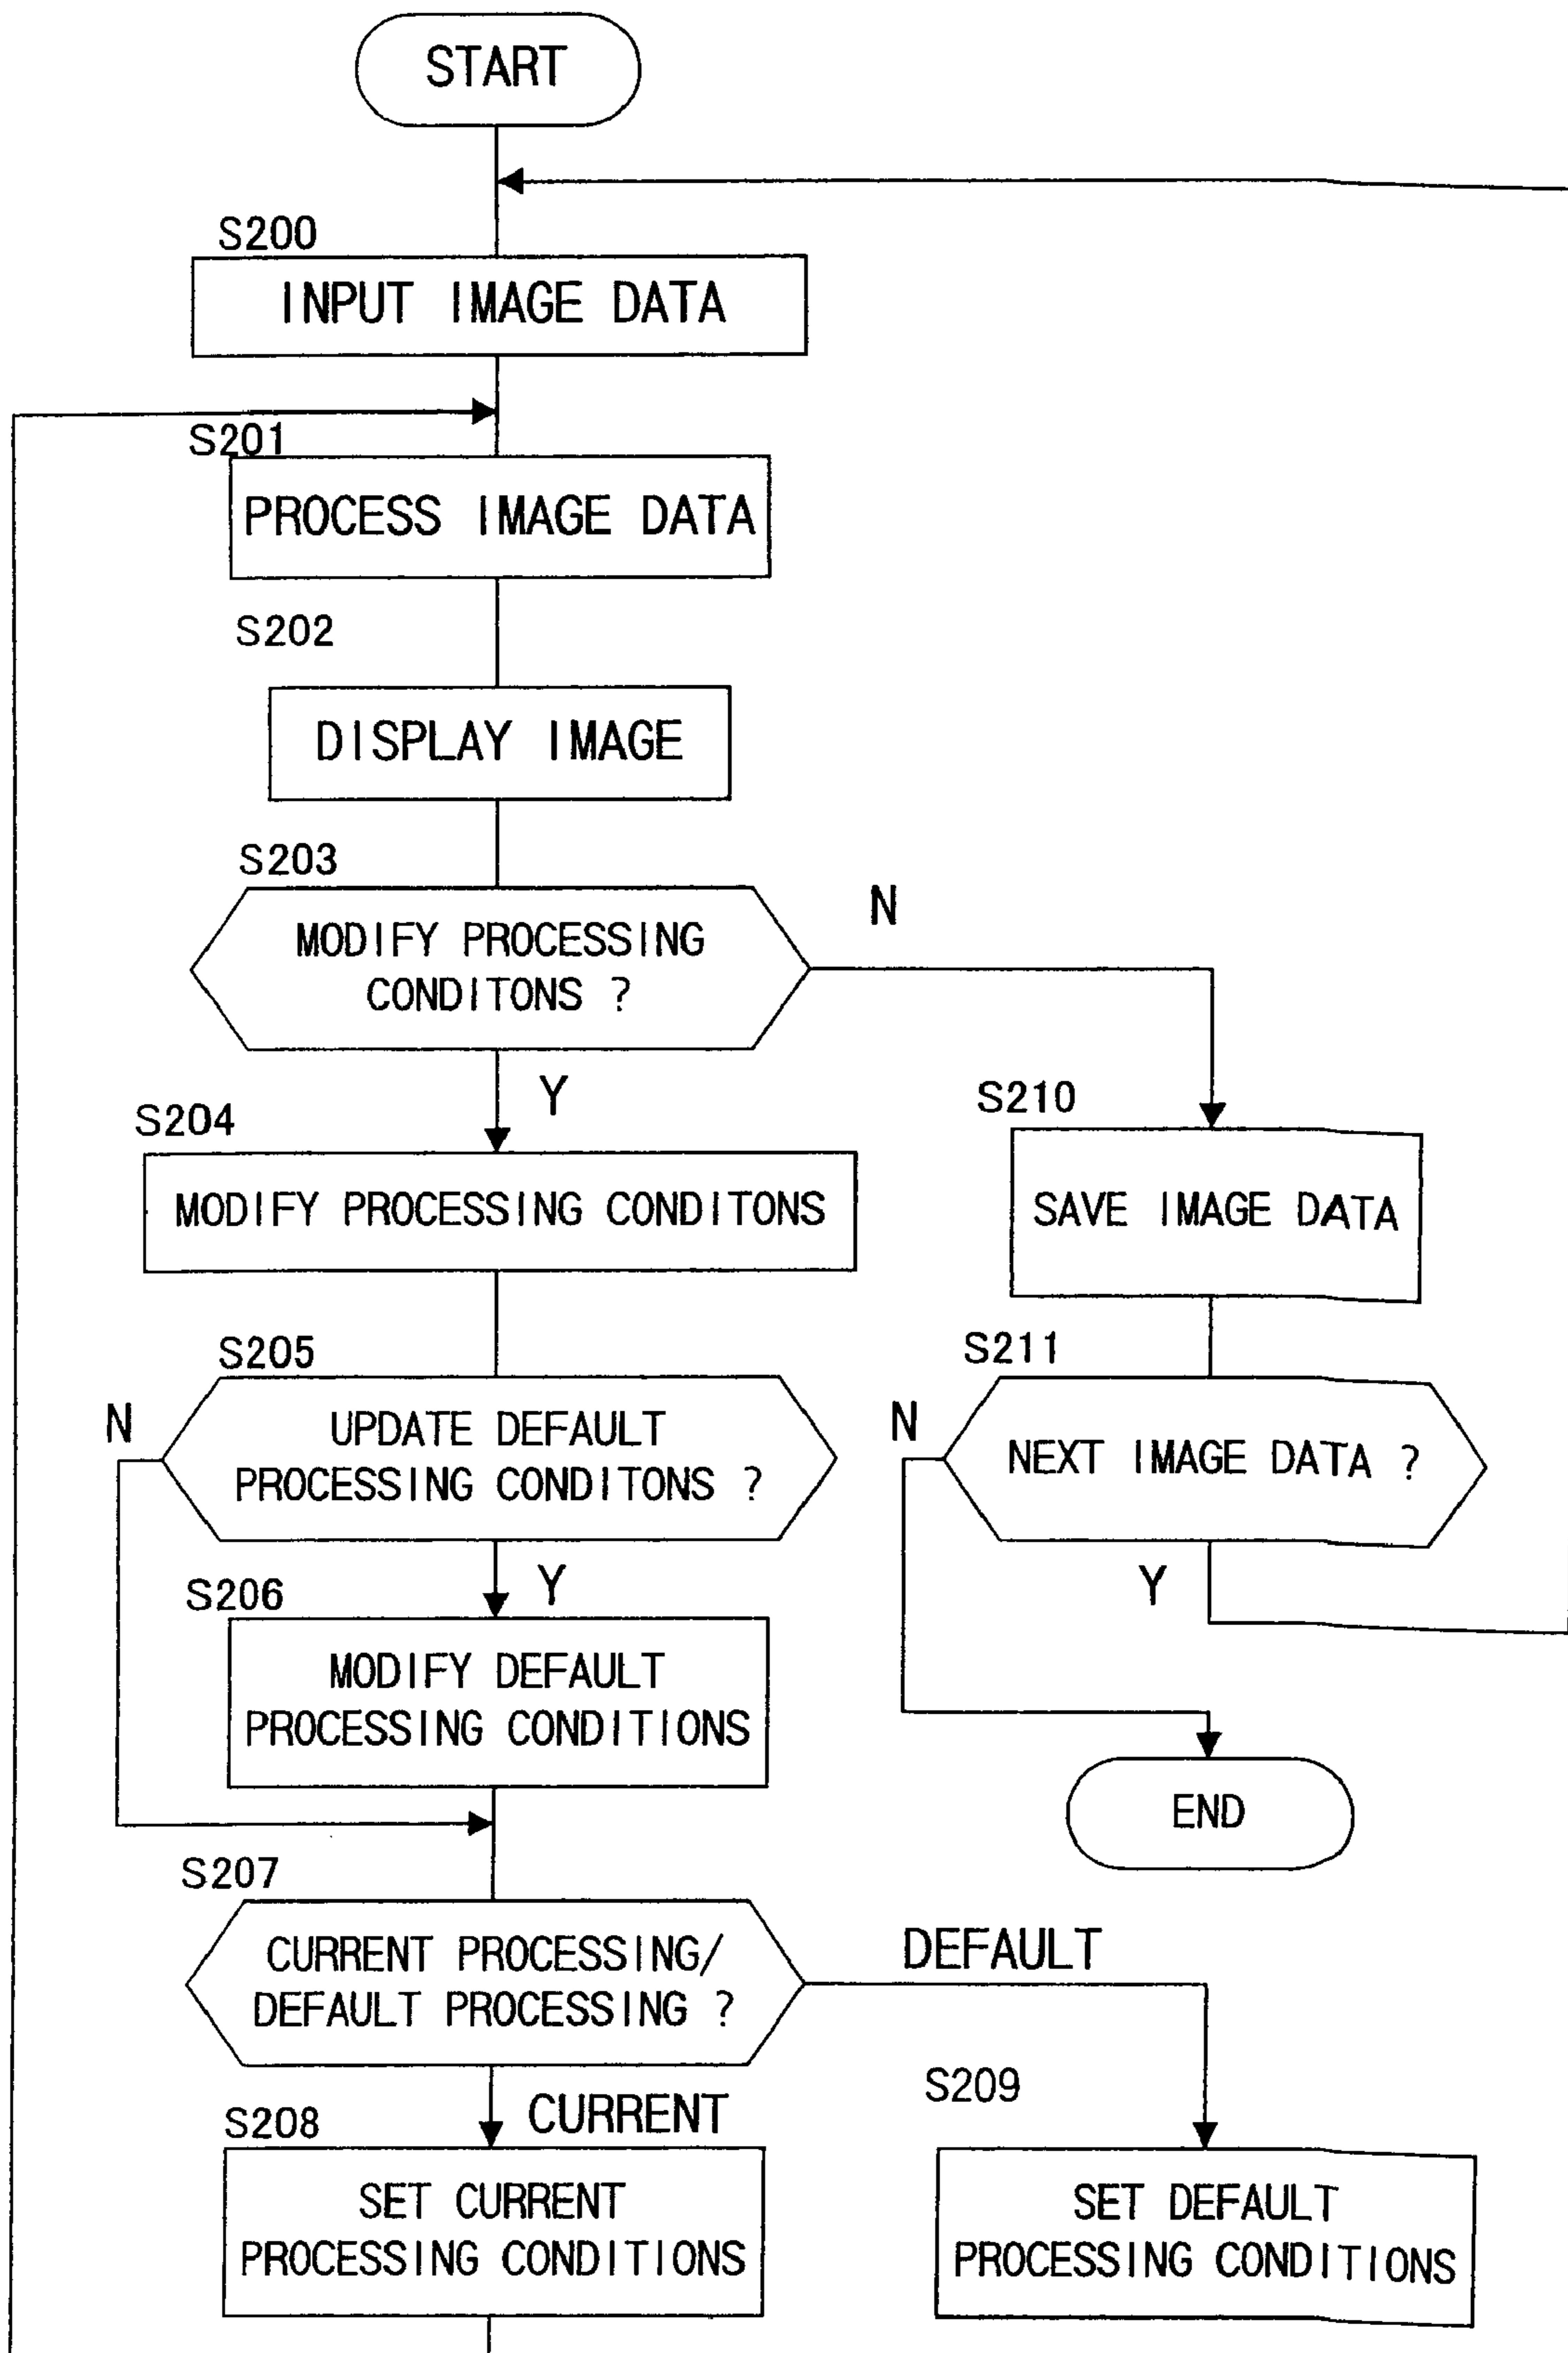 START
S200
INPUT IMAGE DATA
S201
PROCESS IMAGE DATA
S202
DISPLAY IMAGE
S203
MODIFY PROCESSING
CONDITONS ?
N
Y
S204
MODIFY PROCESSING CONDITONS
S210
SAVE IMAGE DATA
S205
UPDATE DEFAULT
PROCESSING CONDITONS ?
N
Y
S211
NEXT IMAGE DATA ?
N
Y
S206
MODIFY DEFAULT
PROCESSING CONDITIONS
END
S207
CURRENT PROCESSING/
DEFAULT PROCESSING ?
DEFAULT
CURRENT
S208
SET CURRENT
PROCESSING CONDITIONS
S209
SET DEFAULT
PROCESSING CONDITIONS